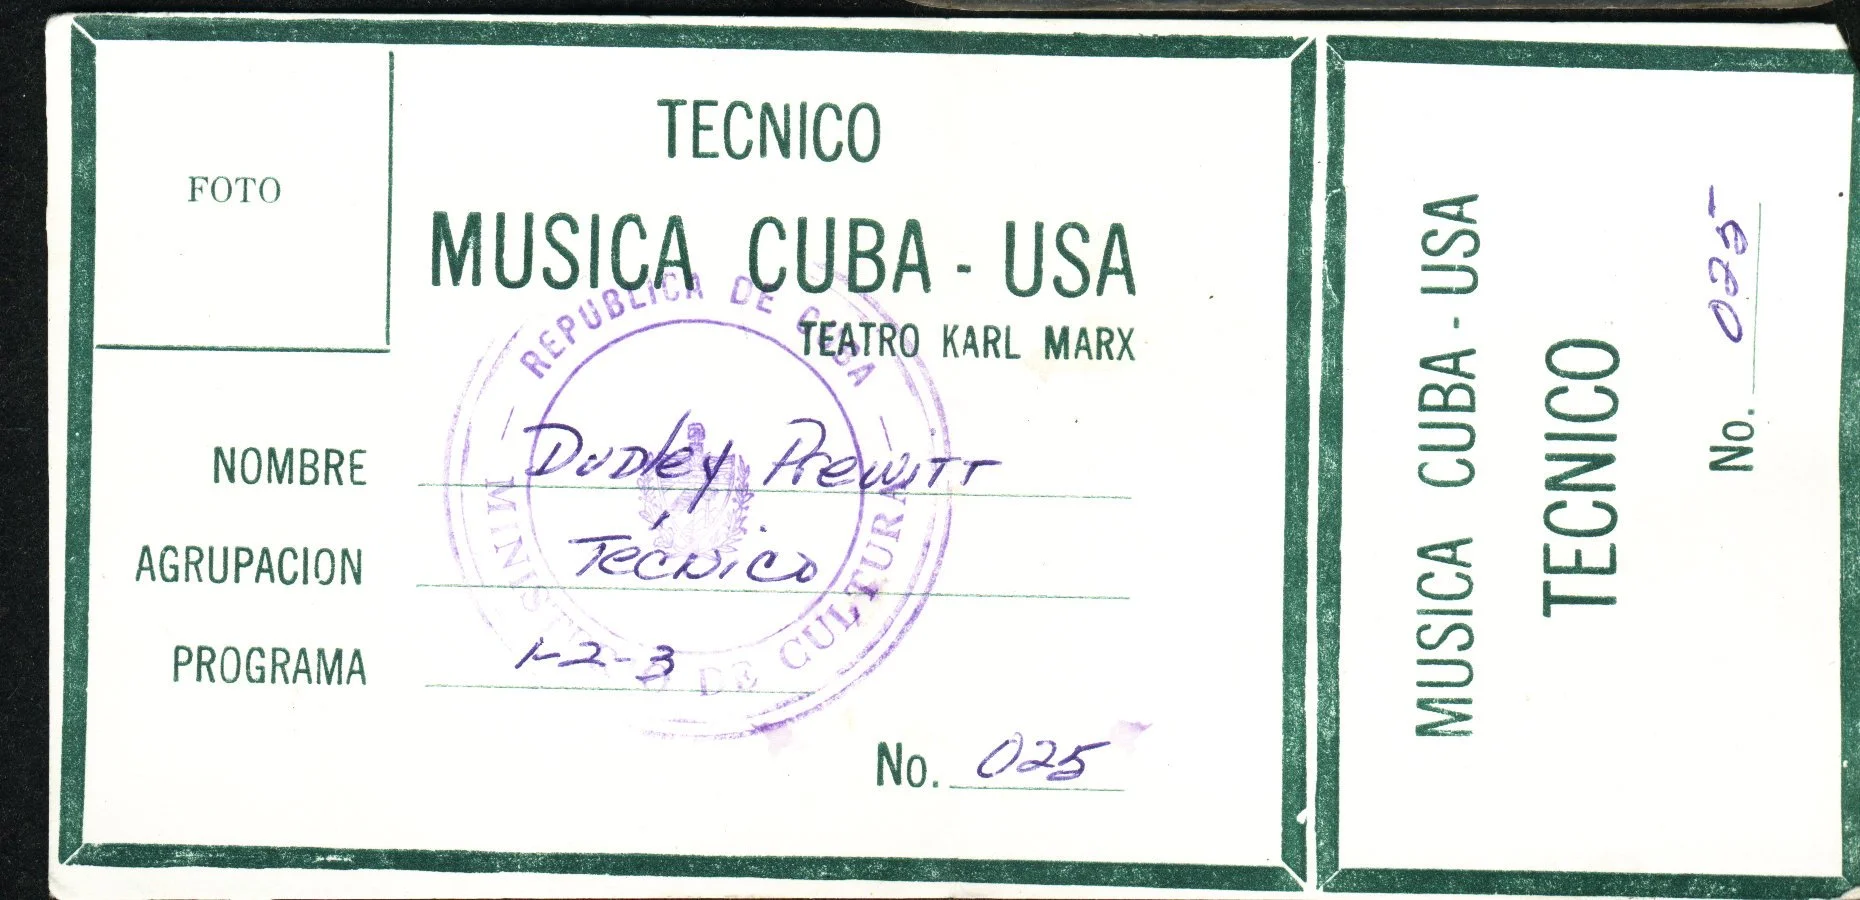 FOTO
TECNICO
MUSICA CUBA - USA
TEATRO KARL MARX
REPUBLICA DE CUBA
MINISTERIO DE CULTURA
NOMBRE Dudley Prewitt
AGRUPACION Tecnico
PROGRAMA 1-2-3
No. 025
MUSICA CUBA - USA
TECNICO
No. 025